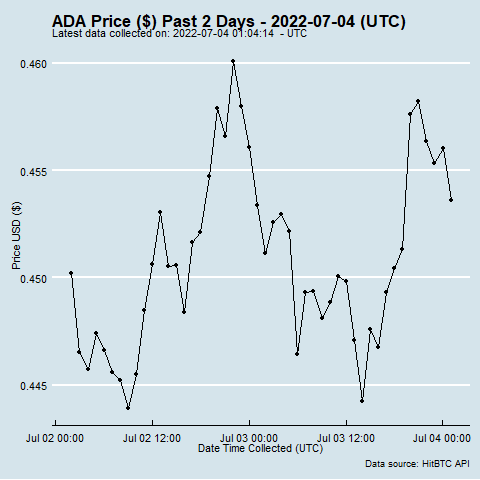 ADA Price ($) Past 2 Days - 2022-07-04 (UTC)
Latest data collected on: 2022-07-04 01:04:14 - UTC
0.460
0.455
0.450
0.445
Price USD ($)
Jul 02 00:00 Jul 02 12:00 Jul 03 00:00 Jul 03 12:00 Jul 04 00:00
Date Time Collected (UTC)
Data source: HitBTC API